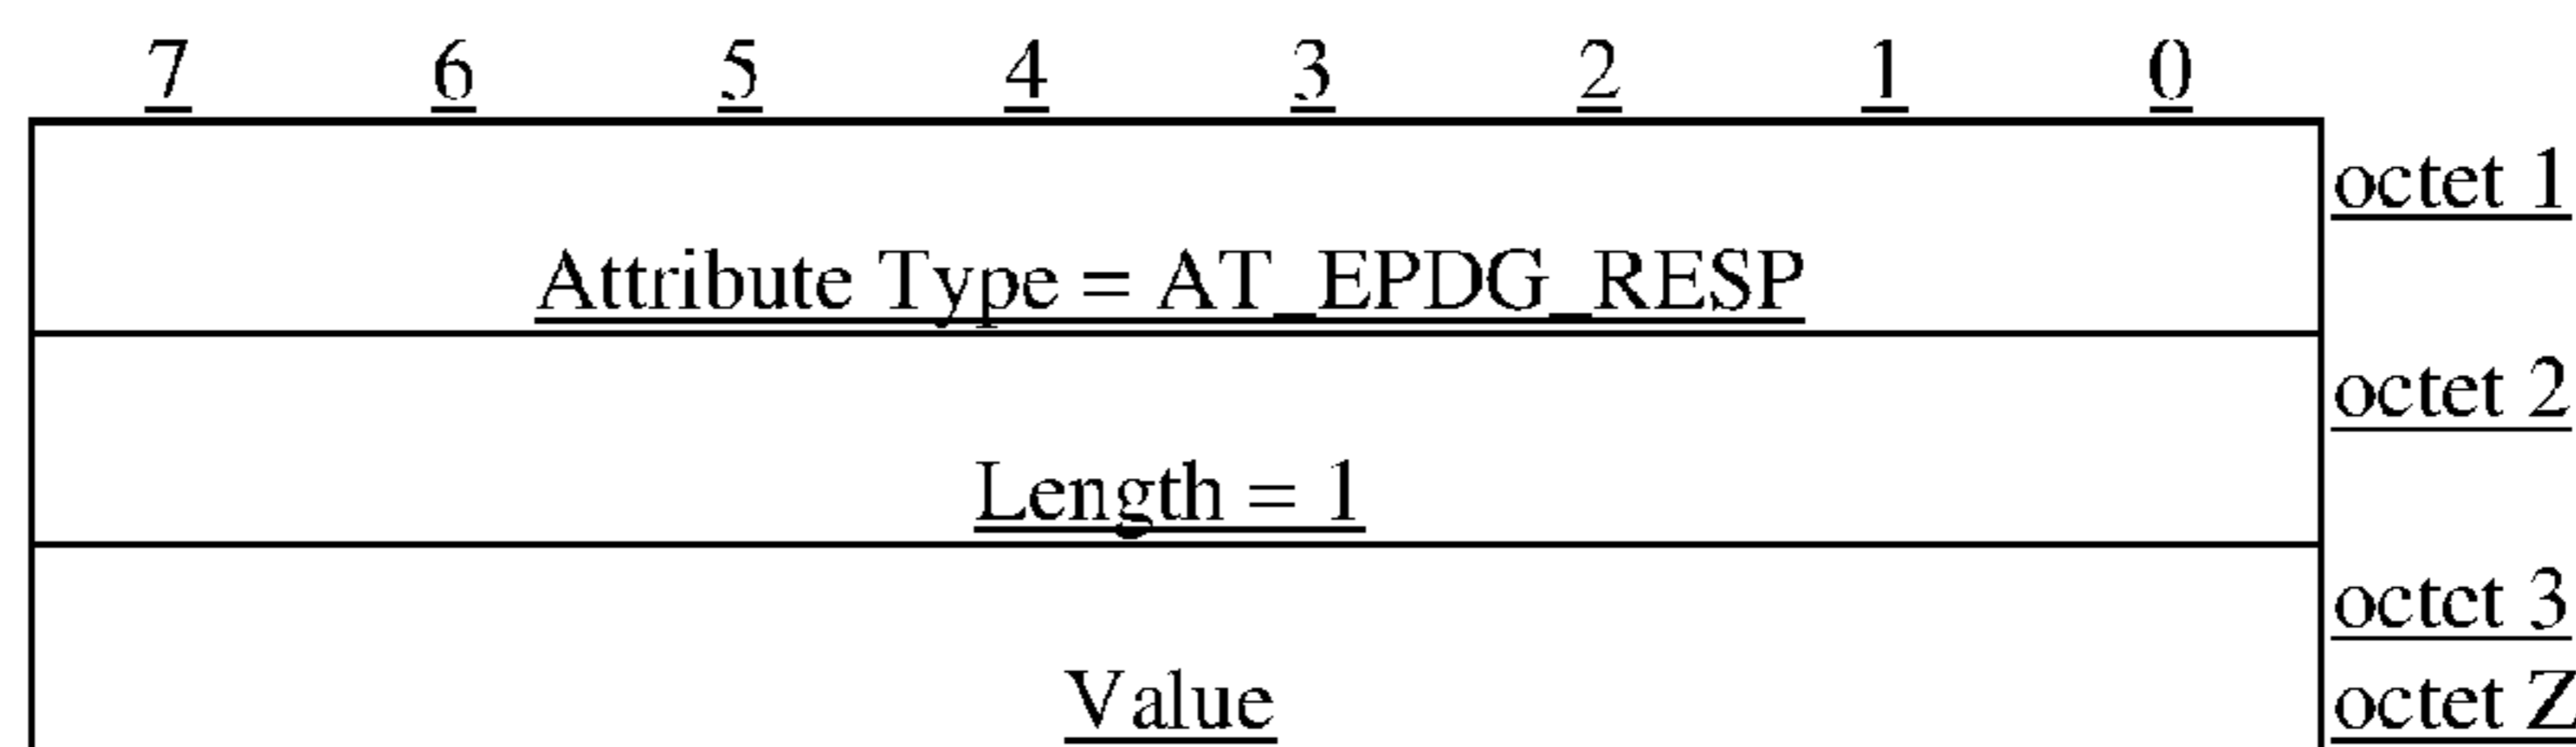 7 6 5 4 3 2 1 0
octet 1
Attribute Type = AT_EPDG_RESP
octet 2
Length = 1
octet 3
Value
octet Z